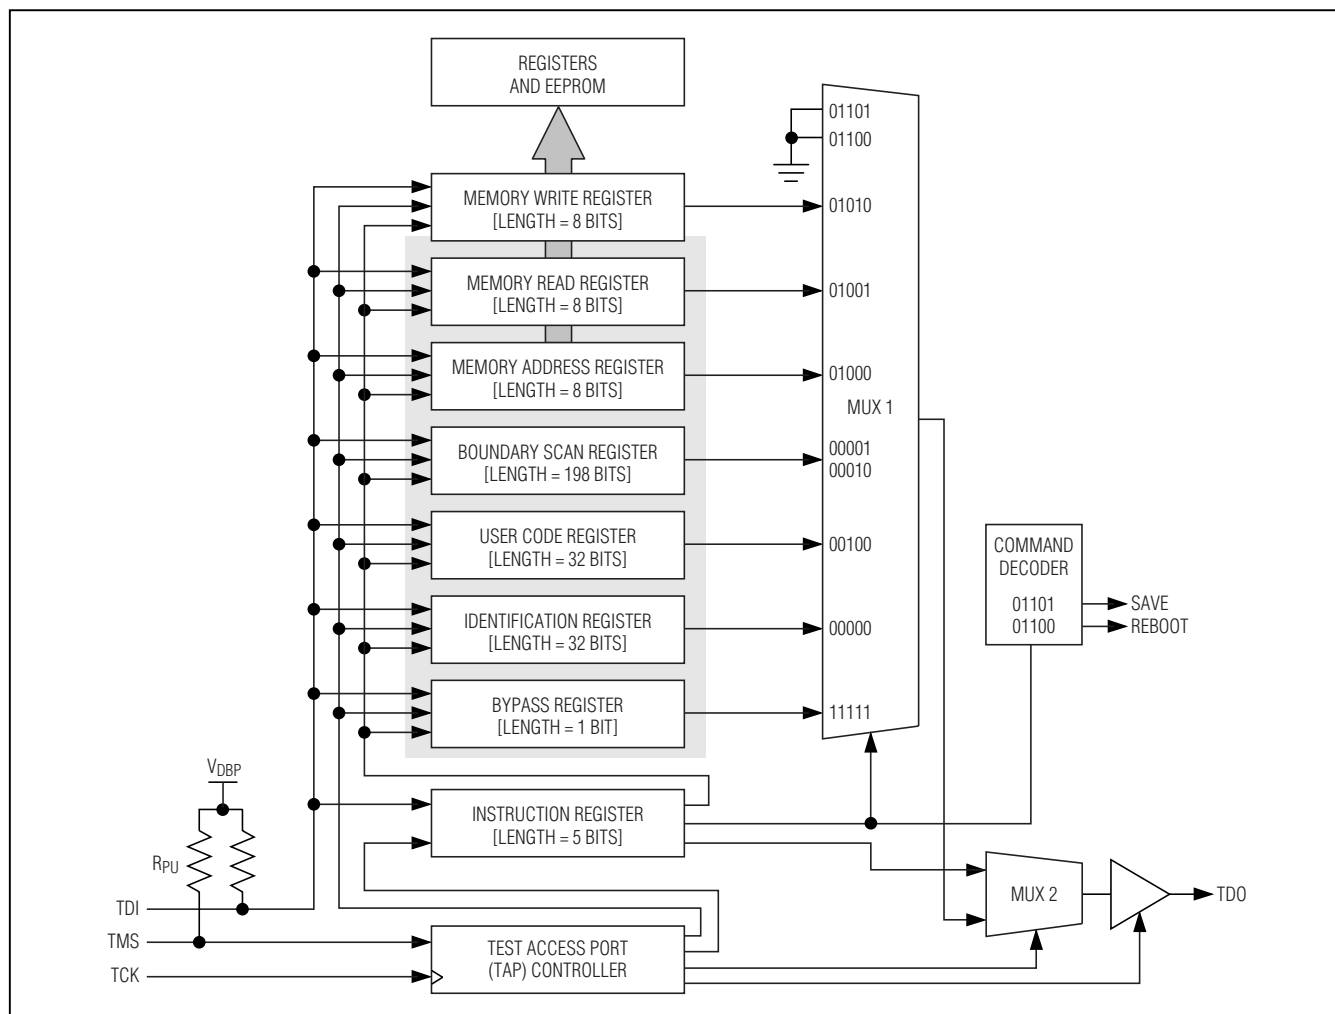 REGISTERS
AND EEPROM
01101
01100
MEMORY WRITE REGISTER
[LENGTH = 8 BITS]
01010
MEMORY READ REGISTER
[LENGTH = 8 BITS]
01001
MEMORY ADDRESS REGISTER
[LENGTH = 8 BITS]
01000
MUX 1
BOUNDARY SCAN REGISTER
[LENGTH = 198 BITS]
00001
00010
USER CODE REGISTER
[LENGTH = 32 BITS]
00100
COMMAND
DECODER
01101
SAVE
01100
REBOOT
IDENTIFICATION REGISTER
[LENGTH = 32 BITS]
00000
BYPASS REGISTER
[LENGTH = 1 BIT]
11111
VDBP
INSTRUCTION REGISTER
[LENGTH = 5 BITS]
RPU
MUX 2
TDO
TDI
TMS
TCK
TEST ACCESS PORT
(TAP) CONTROLLER